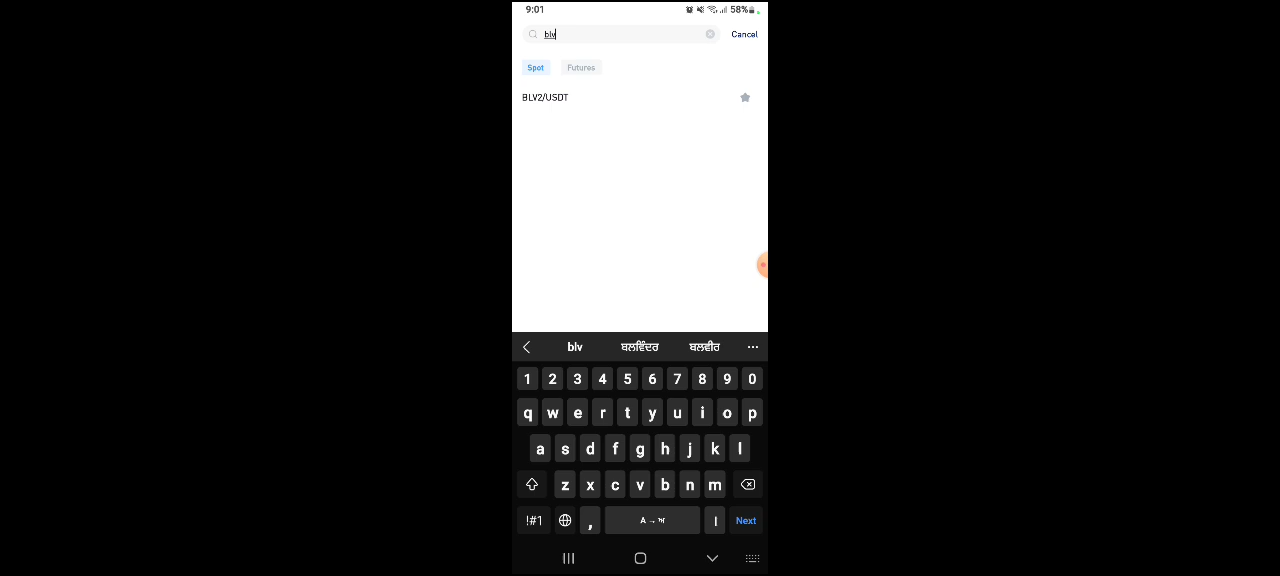 9:01 58%
blv Cancel
Spot Futures
BLV2/USDT
blv ਬਲਵਿੰਦਰ ਬਲਵੀਰ ...
1 2 3 4 5 6 7 8 9 0
q w e r t y u i o p
a s d f g h j k l
z x c v b n m
!#1 , A → ਅ । Next